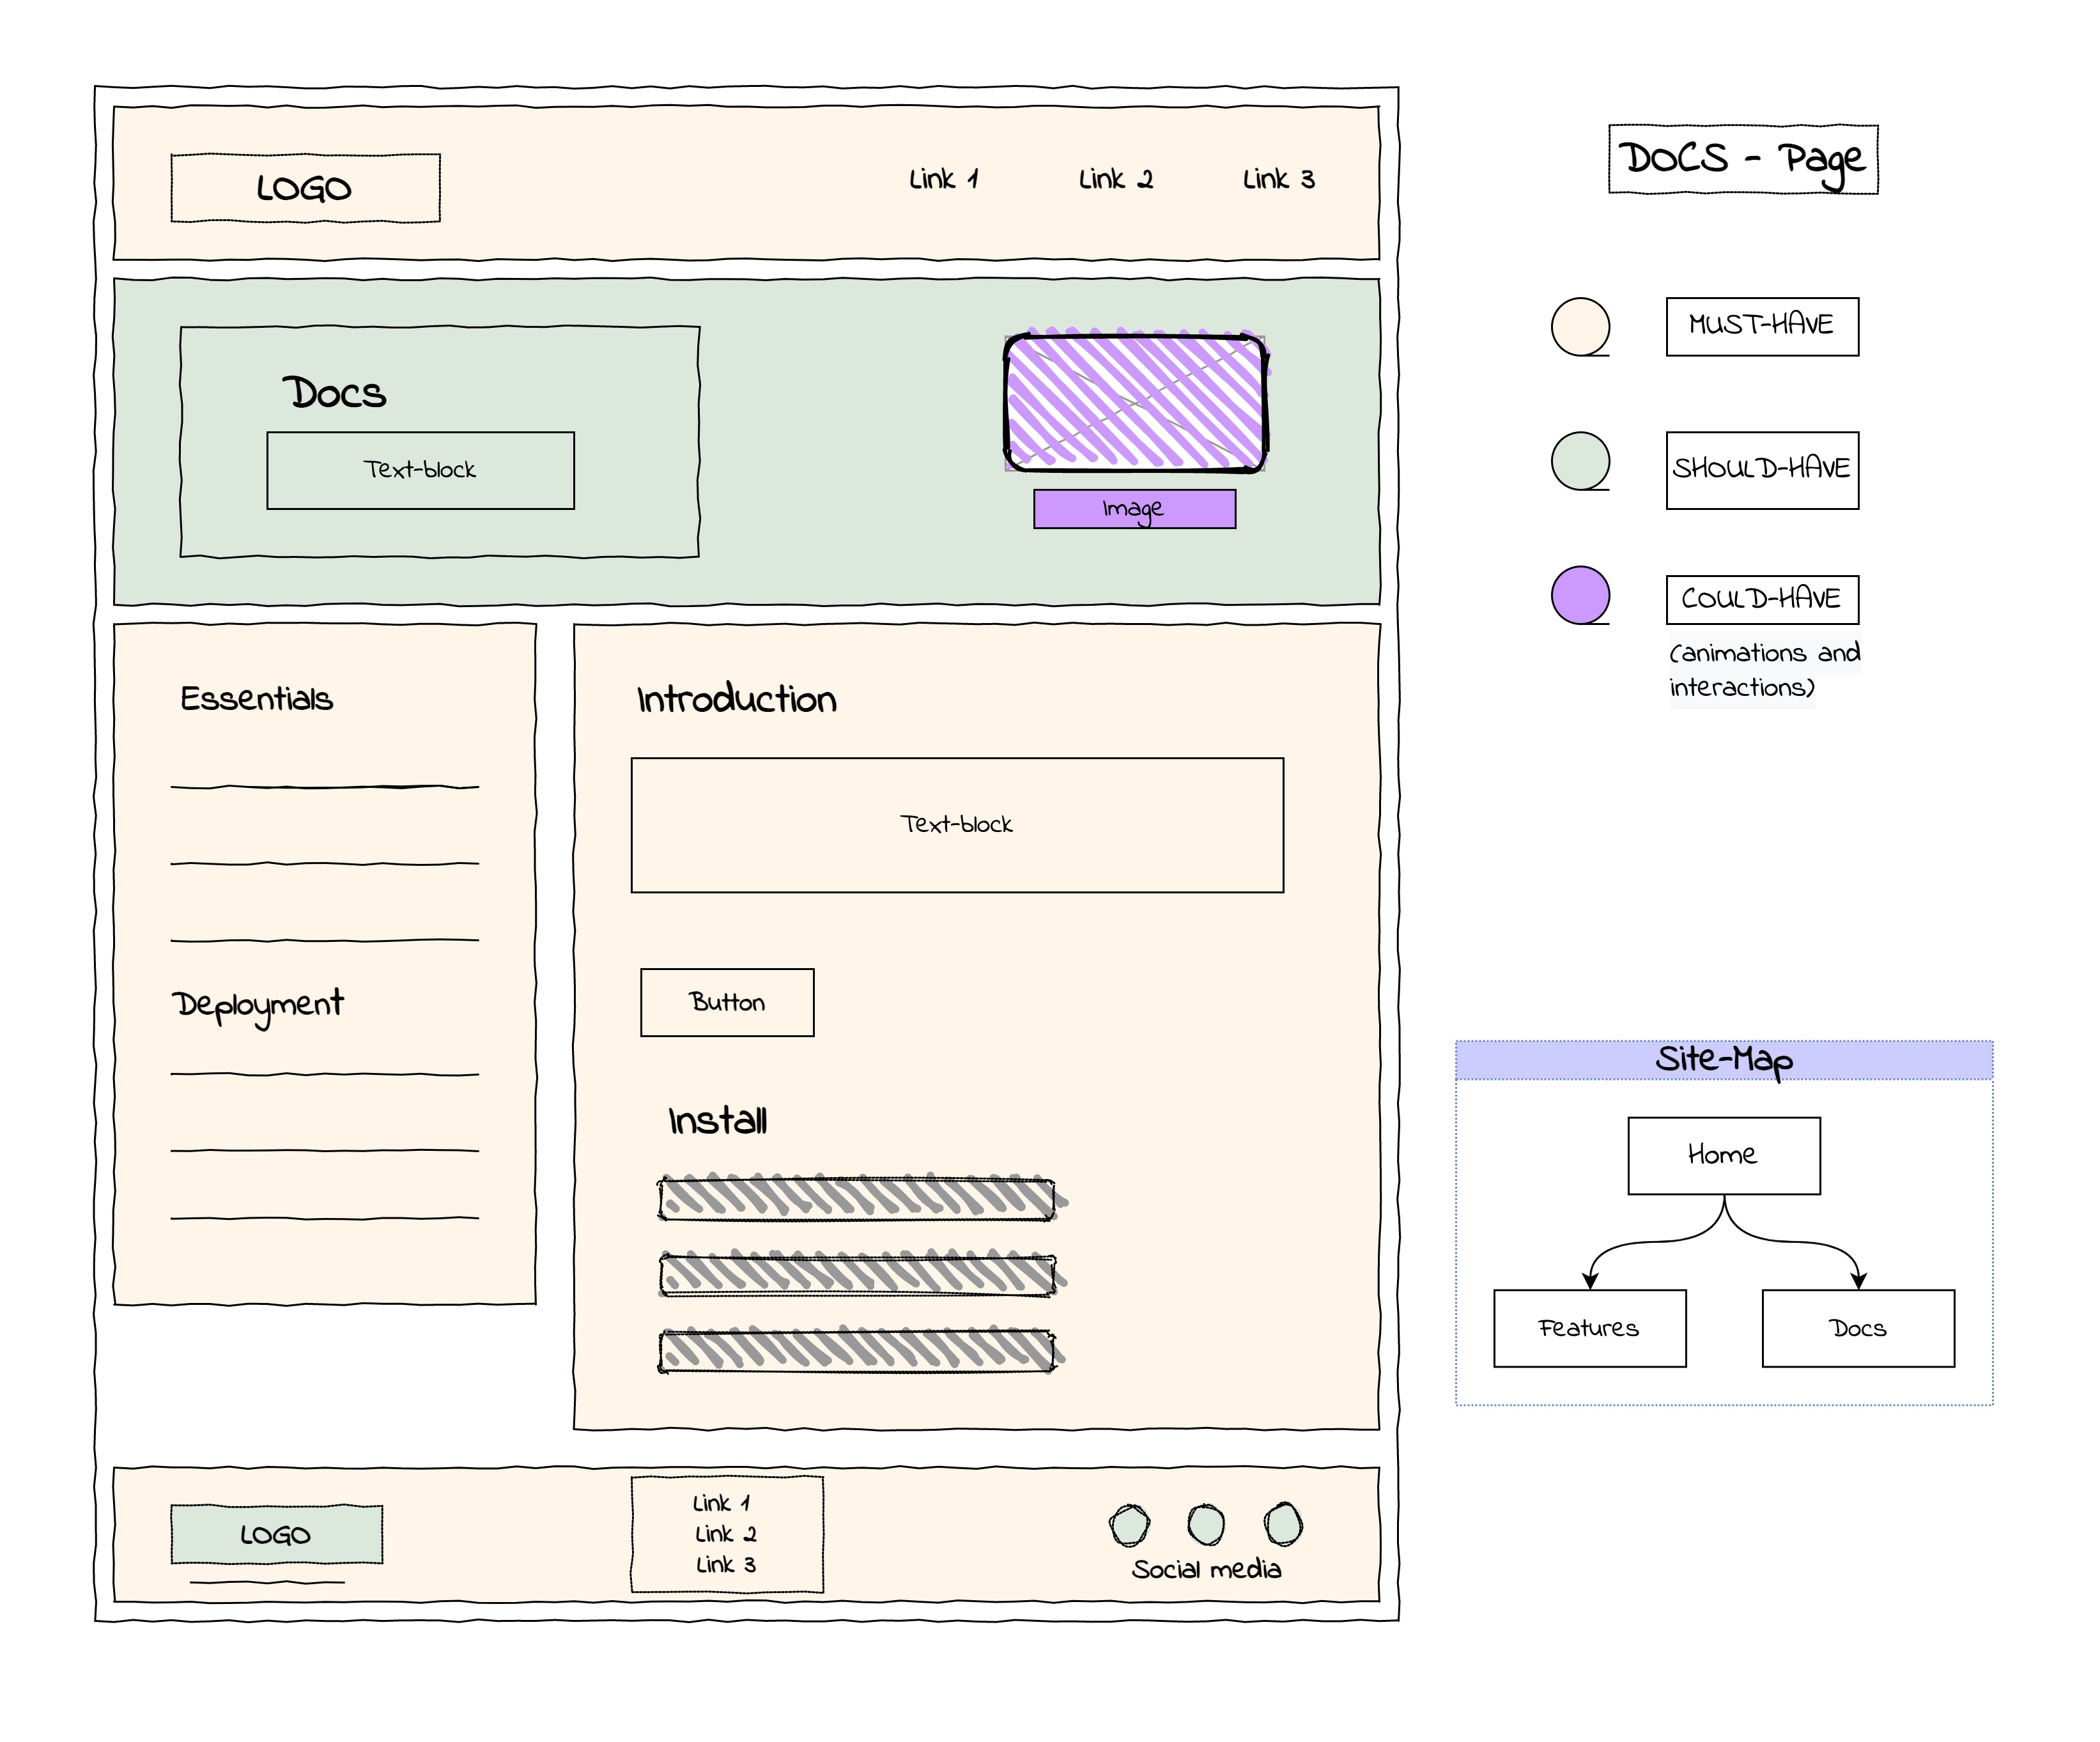 LOGO
Link 1
Link 2
Link 3
DOCS - Page
Docs
Text-block
Image
MUST-HAVE
SHOULD-HAVE
COULD-HAVE
(animations and
interactions)
Essentials
Deployment
Introduction
Text-block
Button
Install
Site-Map
Home
Features
Docs
LOGO
Link 1
Link 2
Link 3
Social media